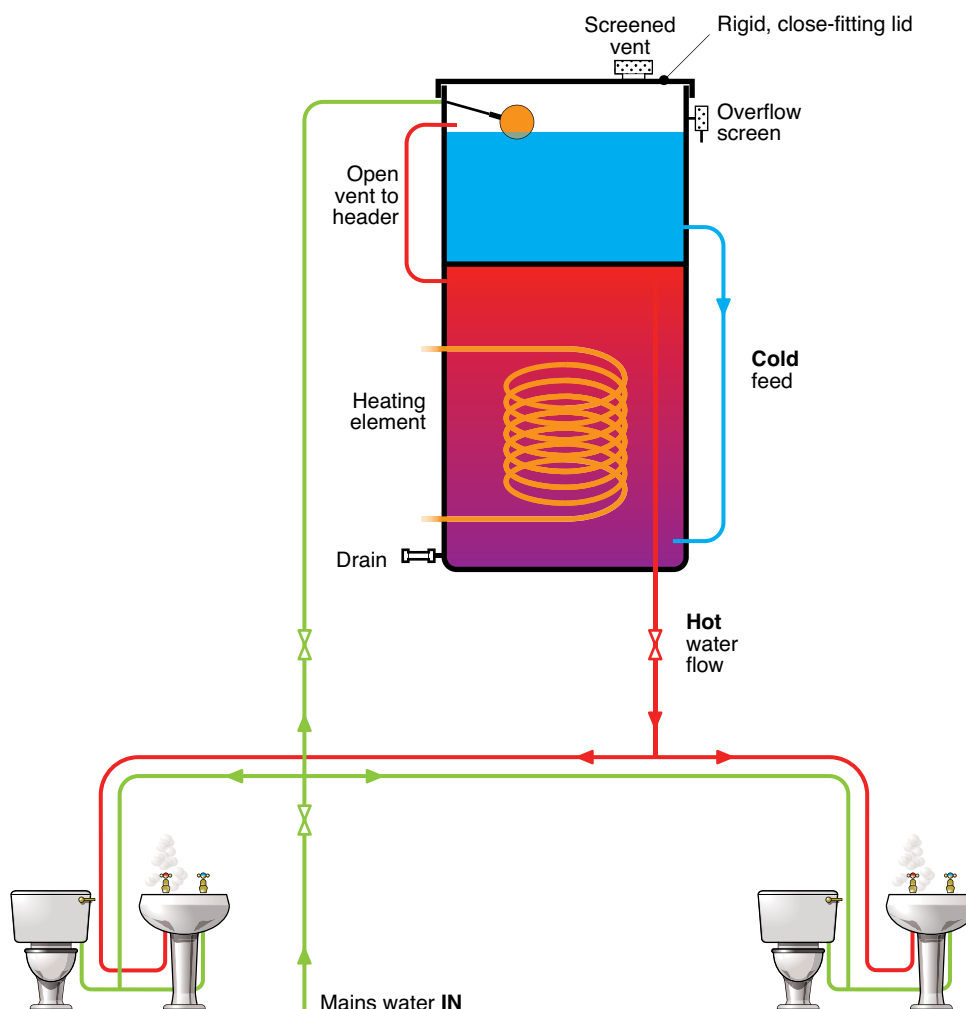 Screened
vent
Rigid, close-fitting lid
Overflow
screen
Open
vent to
header
Cold
feed
Heating
element
Drain
Hot
water
flow
Mains water IN